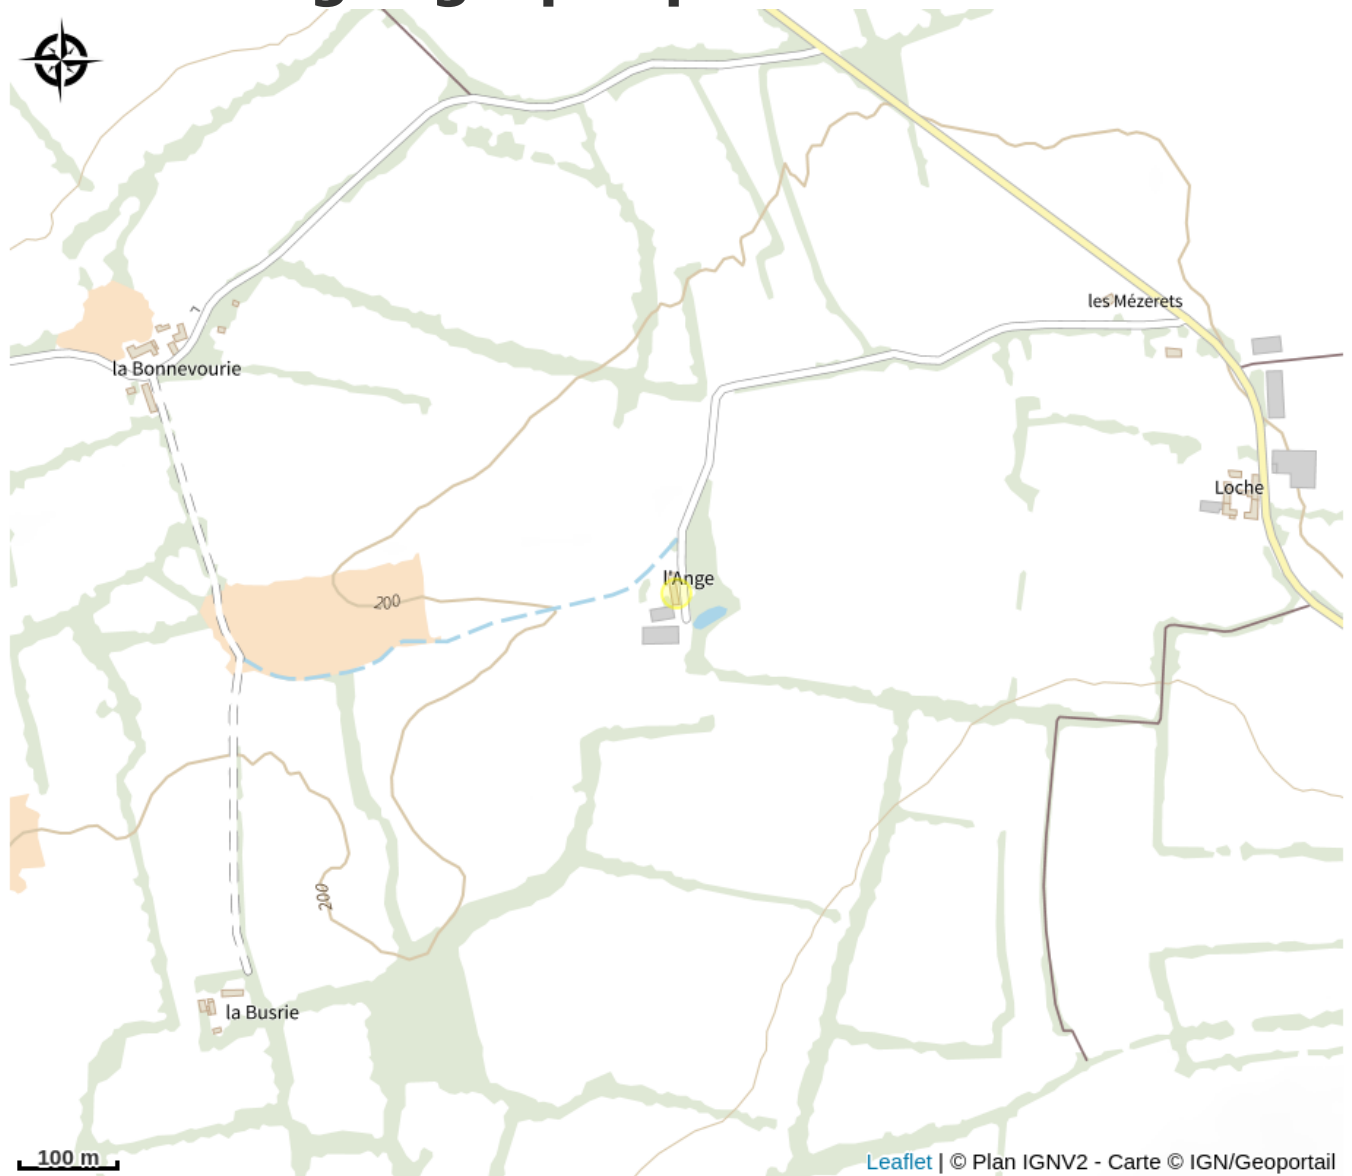 les Mézerets
la Bonnevourie
Loche
l'Ange
200
200
la Busrie
100 m
Leaflet | © Plan IGNV2 - Carte © IGN/Geoportail